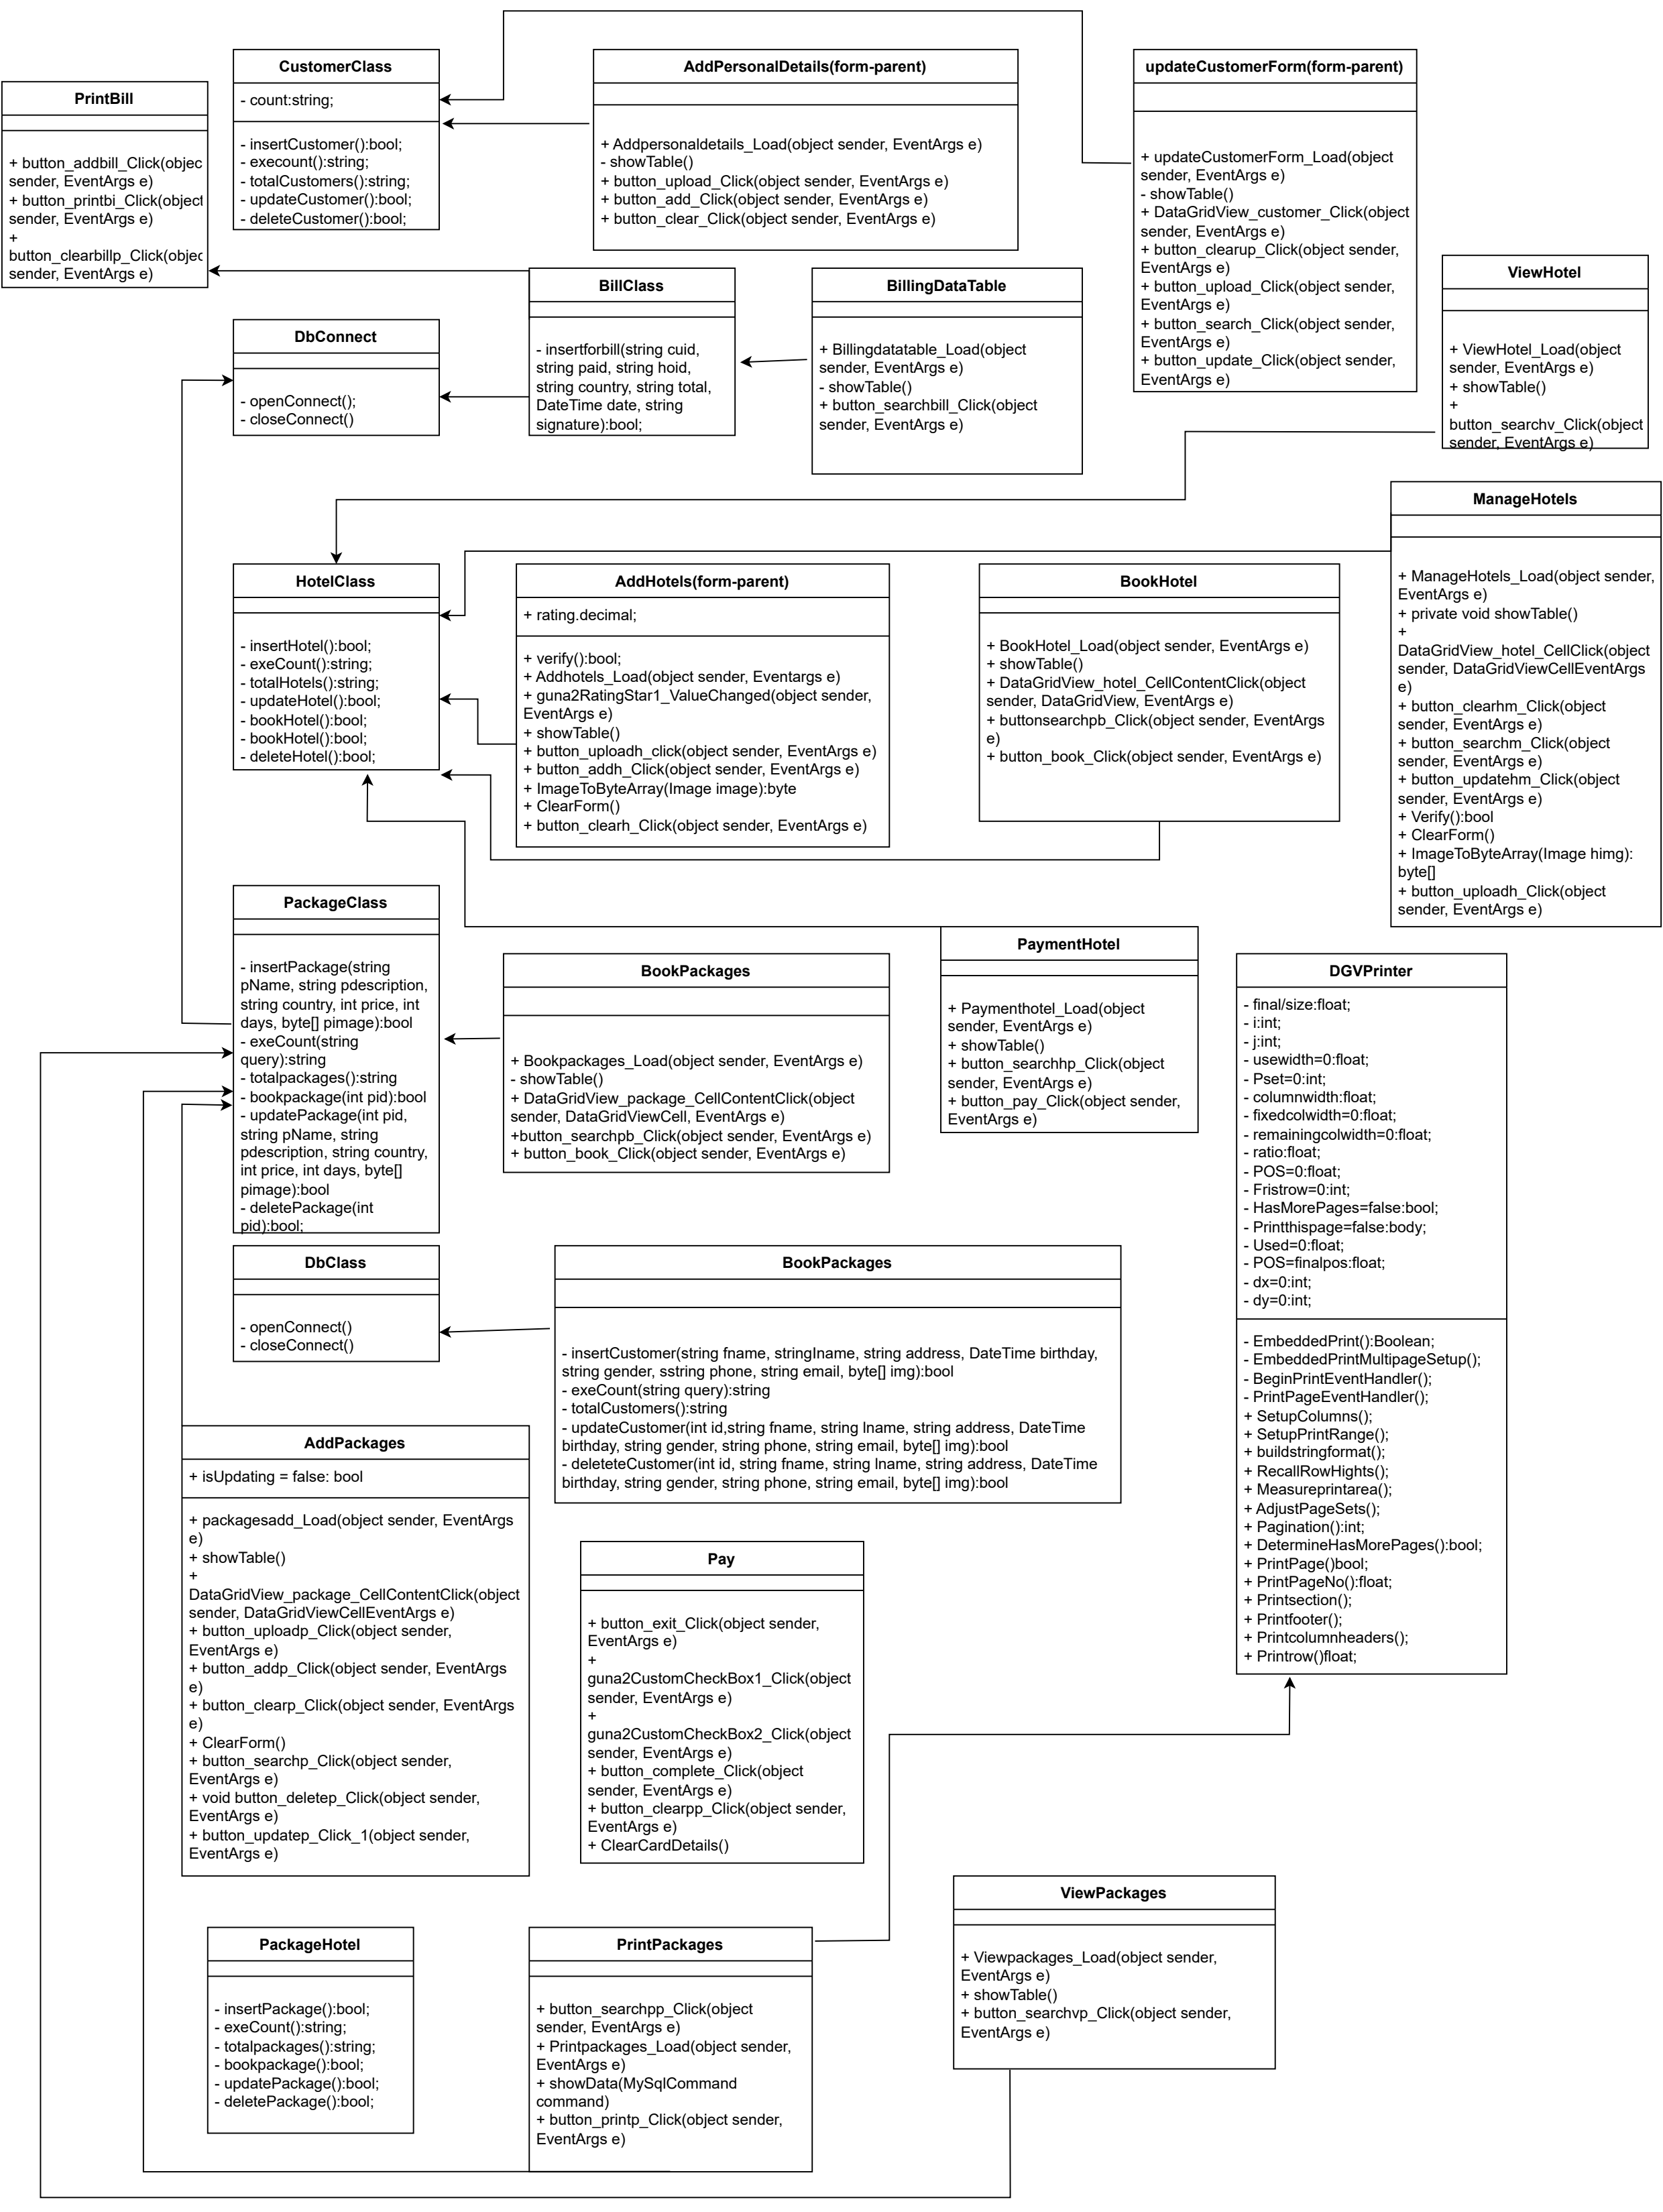 CustomerClass
- count:string;
- insertCustomer():bool;
- execount():string;
- totalCustomers():string;
- updateCustomer():bool;
- deleteCustomer():bool;
AddPersonalDetails(form-parent)
+ Addpersonaldetails_Load(object sender, EventArgs e)
- showTable()
+ button_upload_Click(object sender, EventArgs e)
+ button_add_Click(object sender, EventArgs e)
+ button_clear_Click(object sender, EventArgs e)
updateCustomerForm(form-parent)
+ updateCustomerForm_Load(object
sender, EventArgs e)
- showTable()
+ DataGridView_customer_Click(object
sender, EventArgs e)
+ button_clearup_Click(object sender,
EventArgs e)
+ button_upload_Click(object sender,
EventArgs e)
+ button_search_Click(object sender,
EventArgs e)
+ button_update_Click(object sender,
EventArgs e)
PrintBill
+ button_addbill_Click(objec
sender, EventArgs e)
+ button_printbi_Click(object
sender, EventArgs e)
+
button_clearbillp_Click(objec
sender, EventArgs e)
BillClass
- insertforbill(string cuid,
string paid, string hoid,
string country, string total,
DateTime date, string
signature):bool;
BillingDataTable
+ Billingdatatable_Load(object
sender, EventArgs e)
- showTable()
+ button_searchbill_Click(object
sender, EventArgs e)
ViewHotel
+ ViewHotel_Load(object
sender, EventArgs e)
+ showTable()
+
button_searchv_Click(object
sender, EventArgs e)
DbConnect
- openConnect();
- closeConnect()
ManageHotels
+ ManageHotels_Load(object sender,
EventArgs e)
+ private void showTable()
+
DataGridView_hotel_CellClick(object
sender, DataGridViewCellEventArgs
e)
+ button_clearhm_Click(object
sender, EventArgs e)
+ button_searchm_Click(object
sender, EventArgs e)
+ button_updatehm_Click(object
sender, EventArgs e)
+ Verify():bool
+ ClearForm()
+ ImageToByteArray(Image himg):
byte[]
+ button_uploadh_Click(object
sender, EventArgs e)
HotelClass
- insertHotel():bool;
- exeCount():string;
- totalHotels():string;
- updateHotel():bool;
- bookHotel():bool;
- bookHotel():bool;
- deleteHotel():bool;
AddHotels(form-parent)
+ rating.decimal;
+ verify():bool;
+ Addhotels_Load(object sender, Eventargs e)
+ guna2RatingStar1_ValueChanged(object sender,
EventArgs e)
+ showTable()
+ button_uploadh_click(object sender, EventArgs e)
+ button_addh_Click(object sender, EventArgs e)
+ ImageToByteArray(Image image):byte
+ ClearForm()
+ button_clearh_Click(object sender, EventArgs e)
BookHotel
+ BookHotel_Load(object sender, EventArgs e)
+ showTable()
+ DataGridView_hotel_CellContentClick(object
sender, DataGridView, EventArgs e)
+ buttonsearchpb_Click(object sender, EventArgs
e)
+ button_book_Click(object sender, EventArgs e)
PackageClass
- insertPackage(string
pName, string pdescription,
string country, int price, int
days, byte[] pimage):bool
- exeCount(string
query):string
- totalpackages():string
- bookpackage(int pid):bool
- updatePackage(int pid,
string pName, string
pdescription, string country,
int price, int days, byte[]
pimage):bool
- deletePackage(int
pid):bool;
BookPackages
+ Bookpackages_Load(object sender, EventArgs e)
- showTable()
+ DataGridView_package_CellContentClick(object
sender, DataGridViewCell, EventArgs e)
+button_searchpb_Click(object sender, EventArgs e)
+ button_book_Click(object sender, EventArgs e)
PaymentHotel
+ Paymenthotel_Load(object
sender, EventArgs e)
+ showTable()
+ button_searchhp_Click(object
sender, EventArgs e)
+ button_pay_Click(object sender,
EventArgs e)
DGVPrinter
- final/size:float;
- i:int;
- j:int;
- usewidth=0:float;
- Pset=0:int;
- columnwidth:float;
- fixedcolwidth=0:float;
- remainingcolwidth=0:float;
- ratio:float;
- POS=0:float;
- Fristrow=0:int;
- HasMorePages=false:bool;
- Printthispage=false:body;
- Used=0:float;
- POS=finalpos:float;
- dx=0:int;
- dy=0:int;
- EmbeddedPrint():Boolean;
- EmbeddedPrintMultipageSetup();
- BeginPrintEventHandler();
- PrintPageEventHandler();
+ SetupColumns();
+ SetupPrintRange();
+ buildstringformat();
+ RecallRowHights();
+ Measureprintarea();
+ AdjustPageSets();
+ Pagination():int;
+ DetermineHasMorePages():bool;
+ PrintPage()bool;
+ PrintPageNo():float;
+ Printsection();
+ Printfooter();
+ Printcolumnheaders();
+ Printrow()float;
DbClass
- openConnect()
- closeConnect()
BookPackages
- insertCustomer(string fname, stringlname, string address, DateTime birthday,
string gender, sstring phone, string email, byte[] img):bool
- exeCount(string query):string
- totalCustomers():string
- updateCustomer(int id,string fname, string lname, string address, DateTime
birthday, string gender, string phone, string email, byte[] img):bool
- deleteteCustomer(int id, string fname, string lname, string address, DateTime
birthday, string gender, string phone, string email, byte[] img):bool
AddPackages
+ isUpdating = false: bool
+ packagesadd_Load(object sender, EventArgs
e)
+ showTable()
+
DataGridView_package_CellContentClick(object
sender, DataGridViewCellEventArgs e)
+ button_uploadp_Click(object sender,
EventArgs e)
+ button_addp_Click(object sender, EventArgs
e)
+ button_clearp_Click(object sender, EventArgs
e)
+ ClearForm()
+ button_searchp_Click(object sender,
EventArgs e)
+ void button_deletep_Click(object sender,
EventArgs e)
+ button_updatep_Click_1(object sender,
EventArgs e)
Pay
+ button_exit_Click(object sender,
EventArgs e)
+
guna2CustomCheckBox1_Click(object
sender, EventArgs e)
+
guna2CustomCheckBox2_Click(object
sender, EventArgs e)
+ button_complete_Click(object
sender, EventArgs e)
+ button_clearpp_Click(object sender,
EventArgs e)
+ ClearCardDetails()
PackageHotel
- insertPackage():bool;
- exeCount():string;
- totalpackages():string;
- bookpackage():bool;
- updatePackage():bool;
- deletePackage():bool;
PrintPackages
+ button_searchpp_Click(object
sender, EventArgs e)
+ Printpackages_Load(object sender,
EventArgs e)
+ showData(MySqlCommand
command)
+ button_printp_Click(object sender,
EventArgs e)
ViewPackages
+ Viewpackages_Load(object sender,
EventArgs e)
+ showTable()
+ button_searchvp_Click(object sender,
EventArgs e)